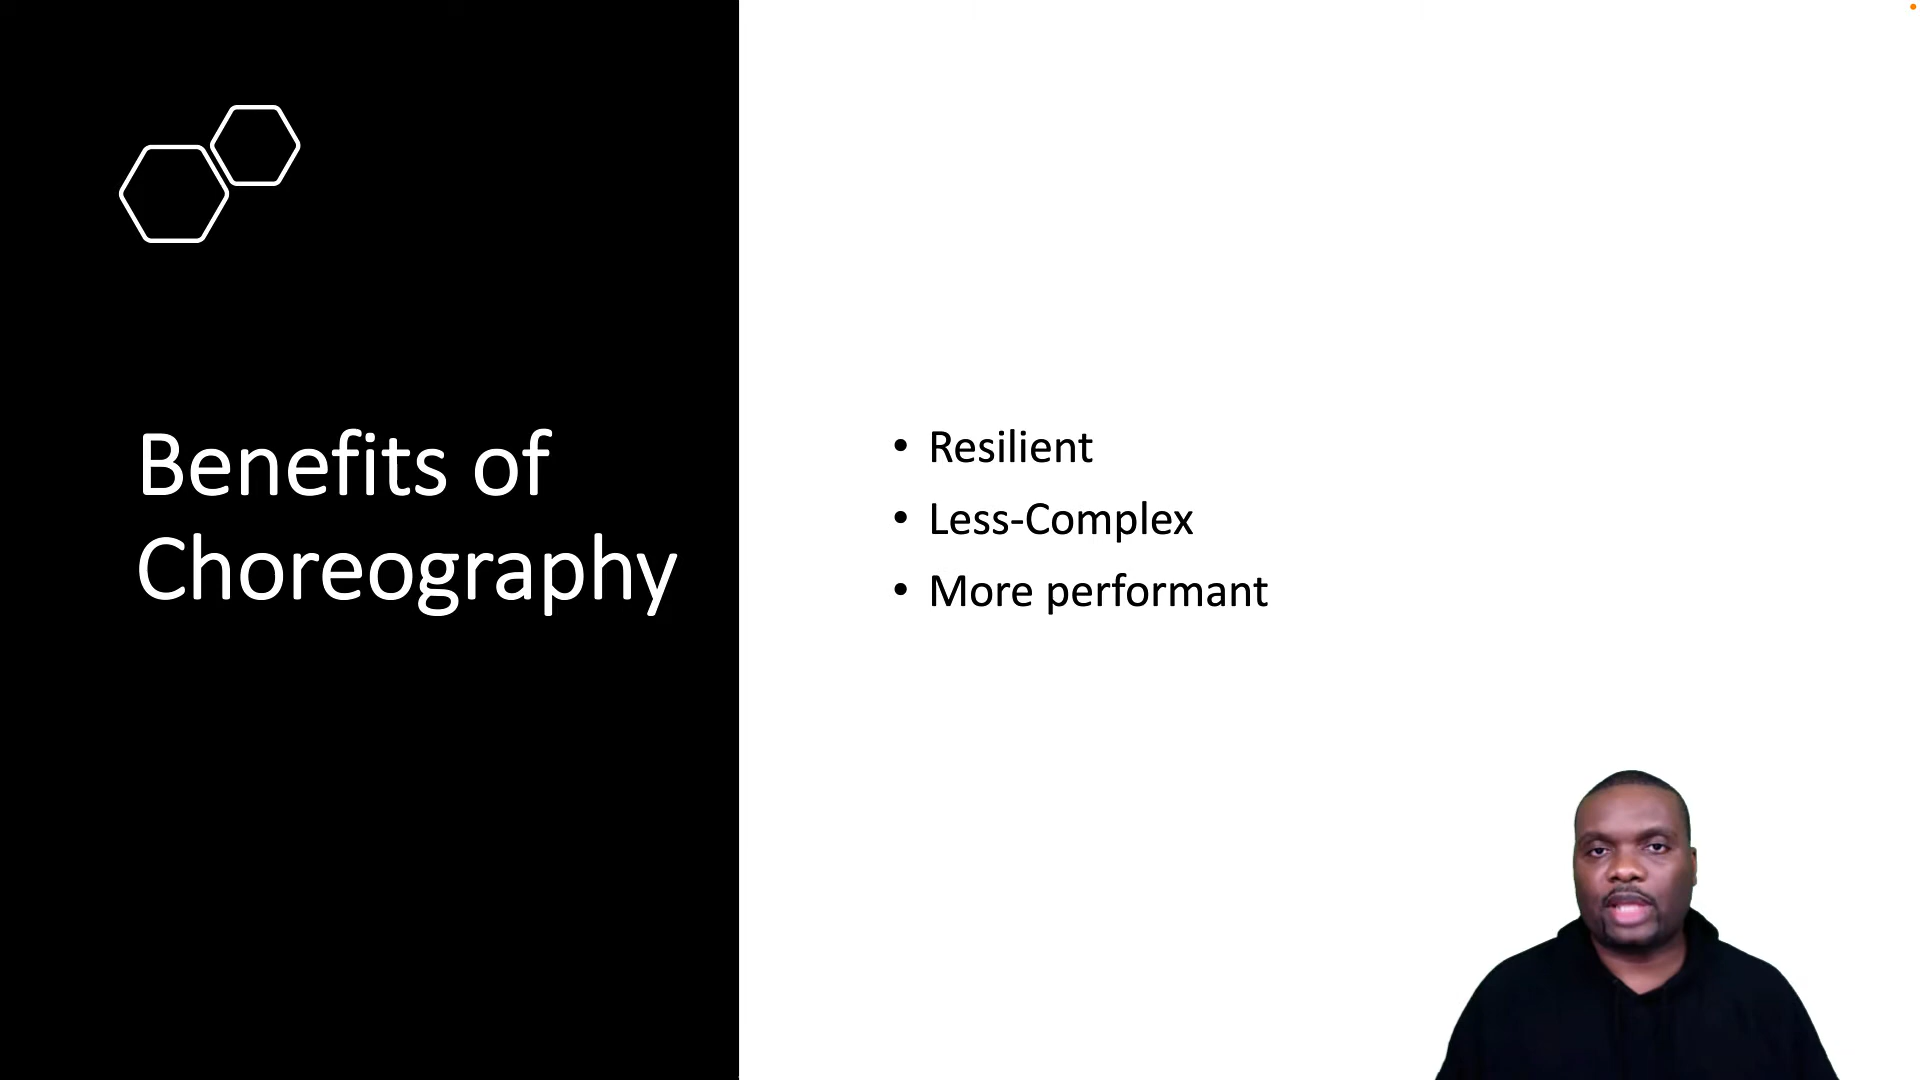 Benefits of
Choreography
• Resilient
• Less-Complex
• More performant